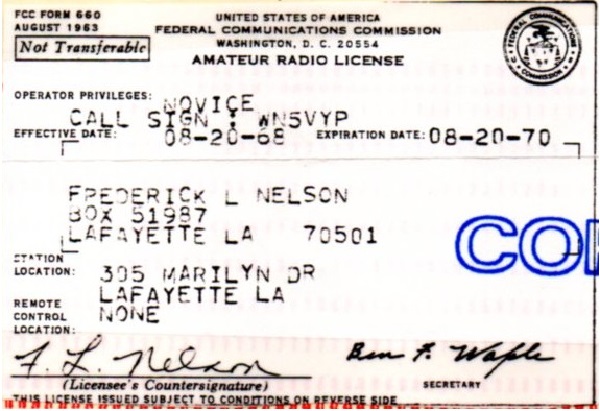 FCC FORM 660
AUGUST 1963
Not Transferable
UNITED STATES OF AMERICA
FEDERAL COMMUNICATIONS COMMISSION
WASHINGTON, D. C. 20554
AMATEUR RADIO LICENSE
OPERATOR PRIVILEGES: NOVICE
CALL SIGN : WN5VYP
EFFECTIVE DATE: 08-20-68 EXPIRATION DATE: 08-20-70
FREDERICK L NELSON
BOX 51987
LAFAYETTE LA 70501
STATION
LOCATION: 305 MARILYN DR
LAFAYETTE LA
REMOTE
CONTROL
LOCATION: NONE
F. L. Nelson
Ben F. Waple
(Licensee's Countersignature)
SECRETARY
THIS LICENSE ISSUED SUBJECT TO CONDITIONS ON REVERSE SIDE